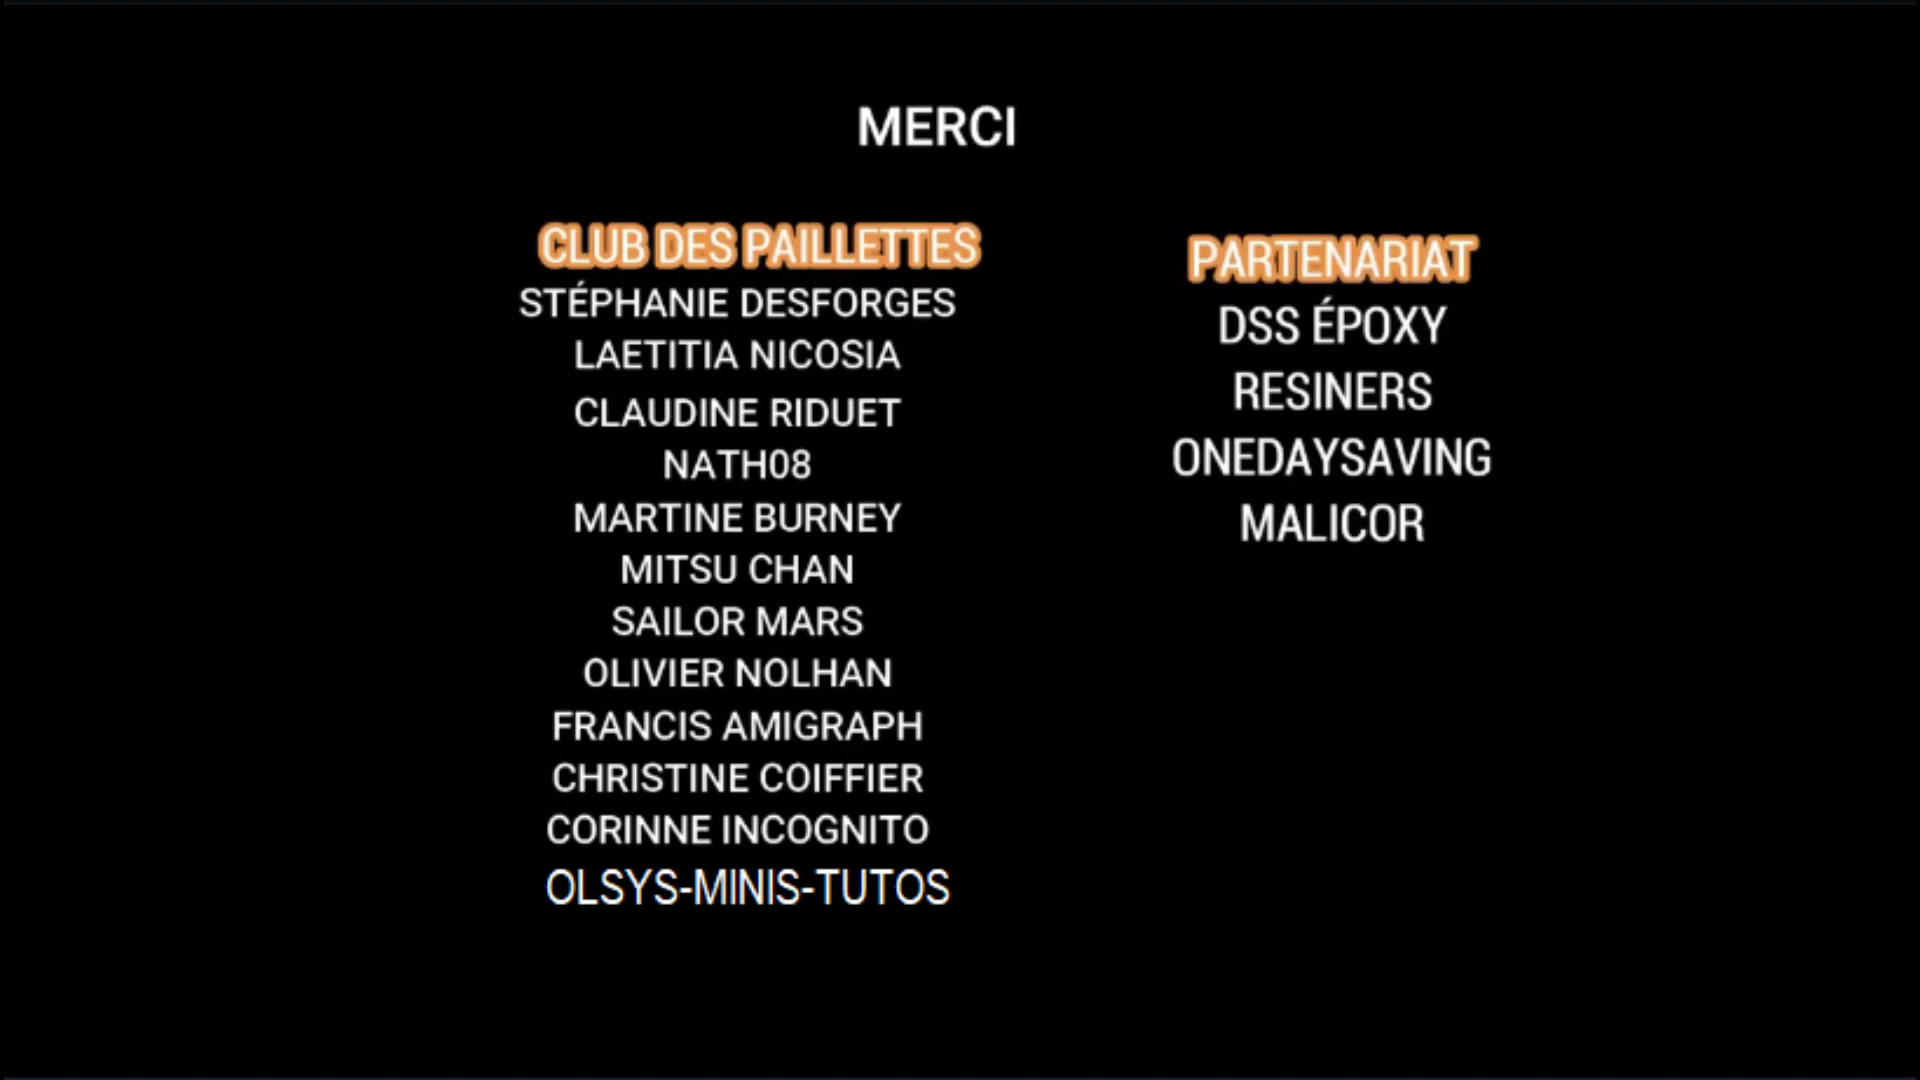 MERCI
CLUB DES PAILLETTES
STÉPHANIE DESFORGES
LAETITIA NICOSIA
CLAUDINE RIDUET
NATH08
MARTINE BURNEY
MITSU CHAN
SAILOR MARS
OLIVIER NOLHAN
FRANCIS AMIGRAPH
CHRISTINE COIFFIER
CORINNE INCOGNITO
OLSYS-MINIS-TUTOS
PARTENARIAT
DSS ÉPOXY
RESINERS
ONEDAYSAVING
MALICOR